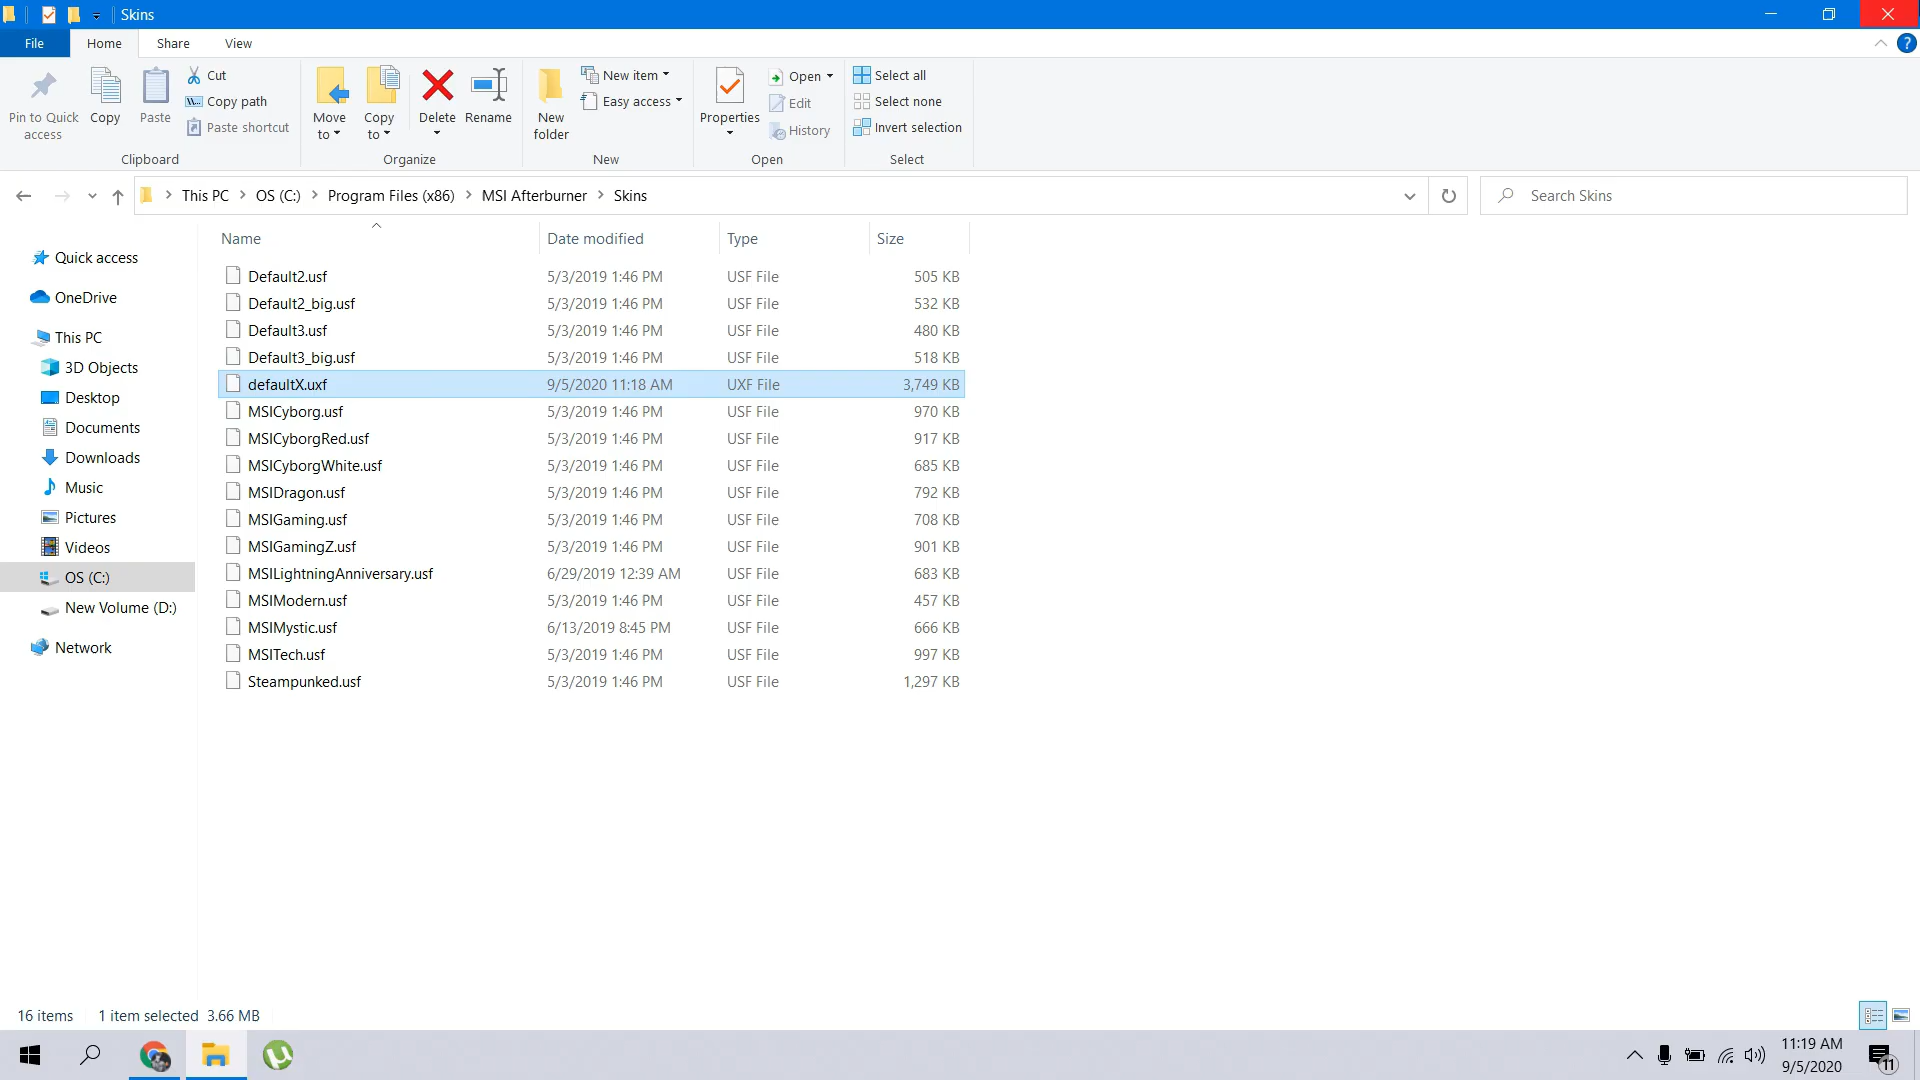 Skins
File
Home
Share
View
?
Pin to Quick
access
Copy
Paste
Cut
Copy path
Paste shortcut
Clipboard
Move
to
Copy
to
Delete
Rename
Organize
New
folder
New item
Easy access
New
Properties
Open
Edit
History
Open
Select all
Select none
Invert selection
Select
This PC > OS (C:) > Program Files (x86) > MSI Afterburner > Skins
Search Skins
Quick access
OneDrive
This PC
3D Objects
Desktop
Documents
Downloads
Music
Pictures
Videos
OS (C:)
New Volume (D:)
Network
Name Date modified Type Size
Default2.usf 5/3/2019 1:46 PM USF File 505 KB
Default2_big.usf 5/3/2019 1:46 PM USF File 532 KB
Default3.usf 5/3/2019 1:46 PM USF File 480 KB
Default3_big.usf 5/3/2019 1:46 PM USF File 518 KB
defaultX.uxf 9/5/2020 11:18 AM UXF File 3,749 KB
MSICyborg.usf 5/3/2019 1:46 PM USF File 970 KB
MSICyborgRed.usf 5/3/2019 1:46 PM USF File 917 KB
MSICyborgWhite.usf 5/3/2019 1:46 PM USF File 685 KB
MSIDragon.usf 5/3/2019 1:46 PM USF File 792 KB
MSIGaming.usf 5/3/2019 1:46 PM USF File 708 KB
MSIGamingZ.usf 5/3/2019 1:46 PM USF File 901 KB
MSILightningAnniversary.usf 6/29/2019 12:39 AM USF File 683 KB
MSIModern.usf 5/3/2019 1:46 PM USF File 457 KB
MSIMystic.usf 6/13/2019 8:45 PM USF File 666 KB
MSITech.usf 5/3/2019 1:46 PM USF File 997 KB
Steampunked.usf 5/3/2019 1:46 PM USF File 1,297 KB
16 items 1 item selected 3.66 MB
11:19 AM
9/5/2020
11